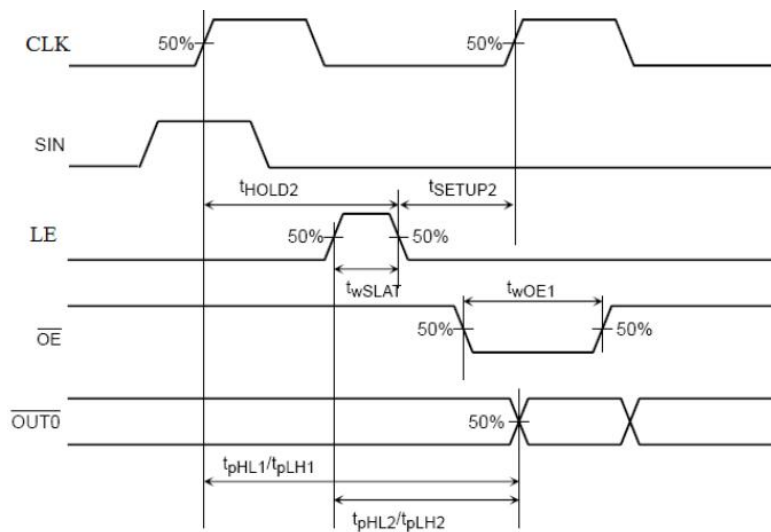 CLK
50%
50%
SIN
tHOLD2
tSETUP2
LE
50%
50%
twSLAT
twOE1
OE
50%
50%
OUT0
50%
tpHL1/tpLH1
tpHL2/tpLH2